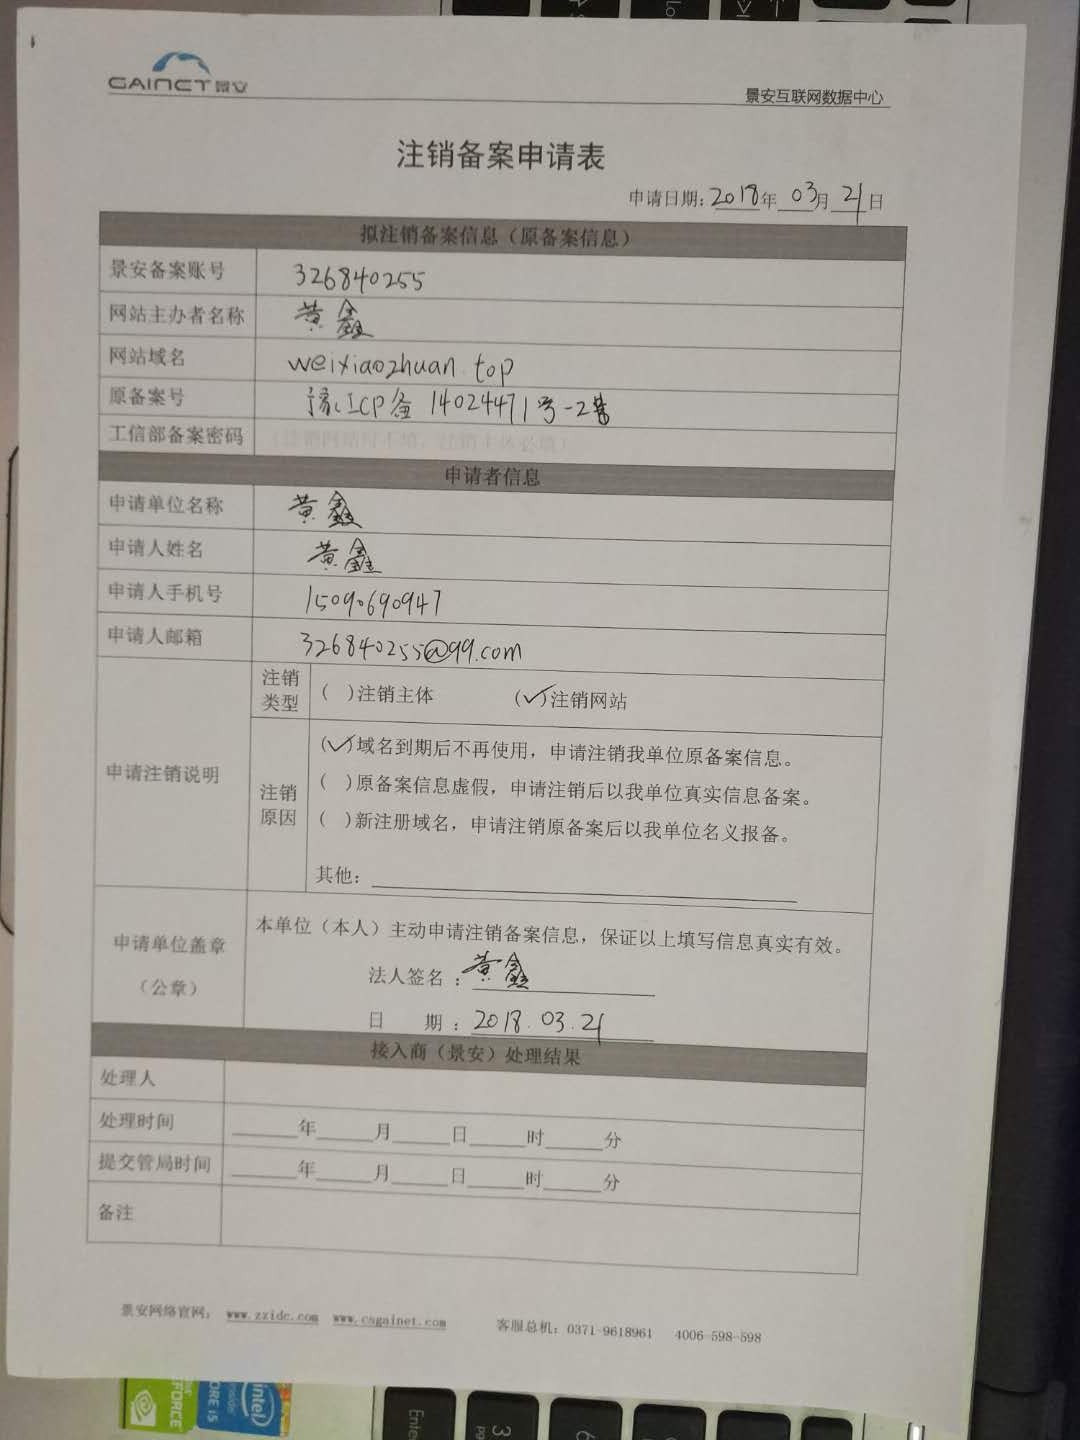 GAINET 景安
景安互联网数据中心
注销备案申请表
申请日期:2018年 03月 21日
拟注销备案信息（原备案信息）
景安备案账号 326840255
网站主办者名称 黄鑫
网站域名 weixiaozhuan.top
原备案号 豫ICP备14024471号-2
工信部备案密码 （注销网站可不填，注销主体必填）
申请者信息
申请单位名称 黄鑫
申请人姓名 黄鑫
申请人手机号 15090690947
申请人邮箱 326840255@qq.com
申请注销说明
注销类型 （ ）注销主体 （✓）注销网站
注销原因
（✓）域名到期后不再使用，申请注销我单位原备案信息。
（ ）原备案信息虚假，申请注销后以我单位真实信息备案。
（ ）新注册域名，申请注销原备案后以我单位名义报备。
其他：
申请单位盖章
（公章）
本单位（本人）主动申请注销备案信息，保证以上填写信息真实有效。
法人签名：黄鑫
日 期：2018.03.21
接入商（景安）处理结果
处理人
处理时间 ____年____月____日____时____分
提交管局时间 ____年____月____日____时____分
备注
景安网络官网： www.zzidc.com www.csgainet.com 客服总机：0371-9618961 4006-598-598
Enter
3
6
intel
inside
CORE i5
GEFORCE